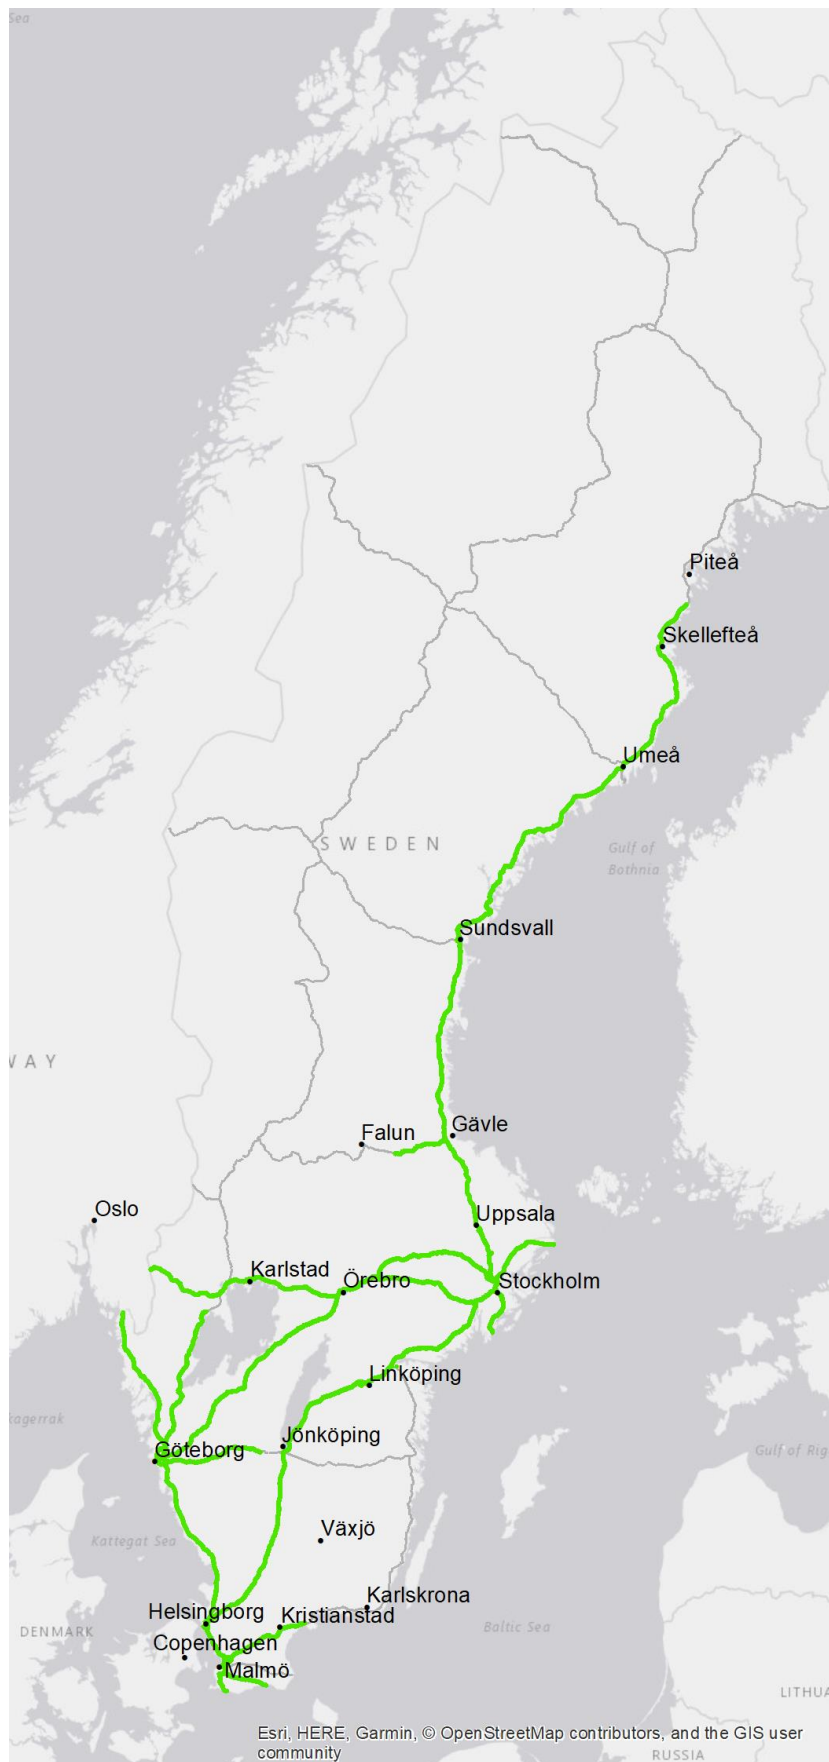 Sea
Piteå
Skellefteå
Umeå
SWEDEN
Gulf of
Bothnia
Sundsvall
WAY
Falun
Gävle
Oslo
Uppsala
Karlstad
Örebro
Stockholm
Linköping
kagerrak
Göteborg
Jönköping
Gulf of Rig
Växjö
Kattegat Sea
Karlskrona
Helsingborg
Kristianstad
DENMARK
Baltic Sea
Copenhagen
Malmö
LITHUA
Esri, HERE, Garmin, © OpenStreetMap contributors, and the GIS user
community
RUSSIA